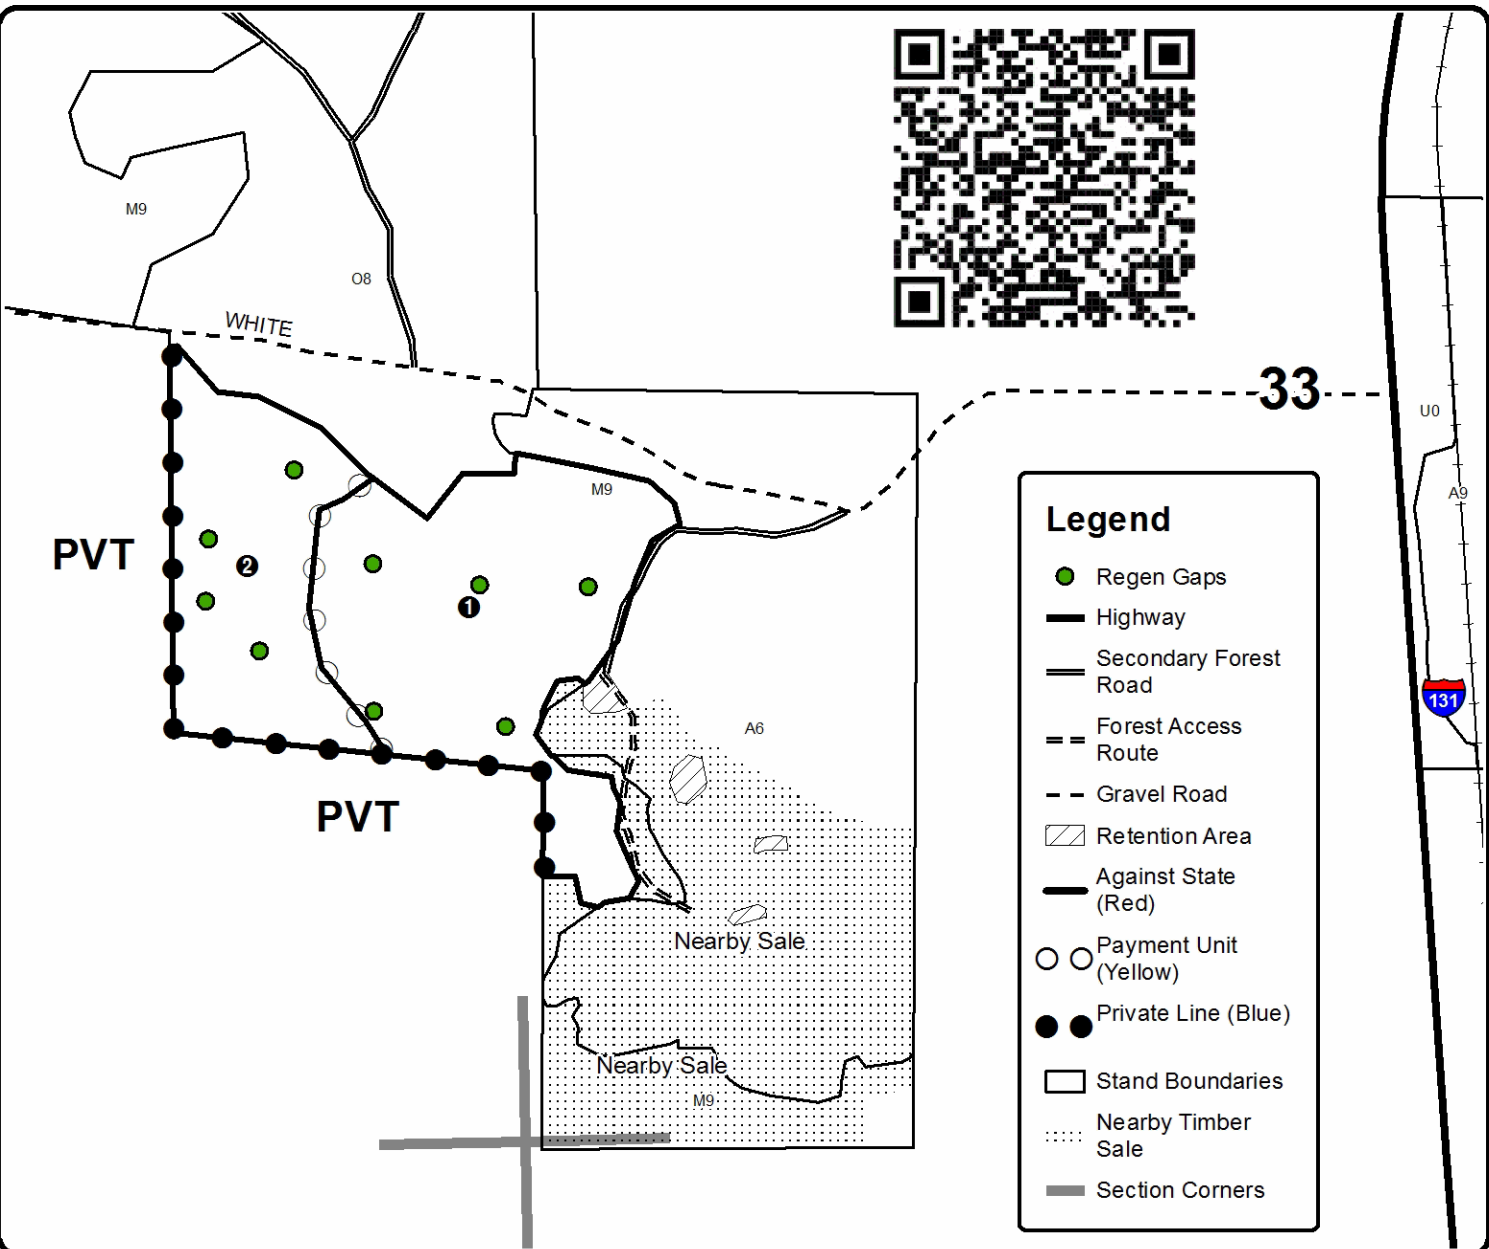 M9
O8
WHITE
33
U0
M9
A9
PVT
2
1
131
A6
PVT
Nearby Sale
Nearby Sale
M9
Legend
Regen Gaps
Highway
Secondary Forest
Road
Forest Access
Route
Gravel Road
Retention Area
Against State
(Red)
Payment Unit
(Yellow)
Private Line (Blue)
Stand Boundaries
Nearby Timber
Sale
Section Corners